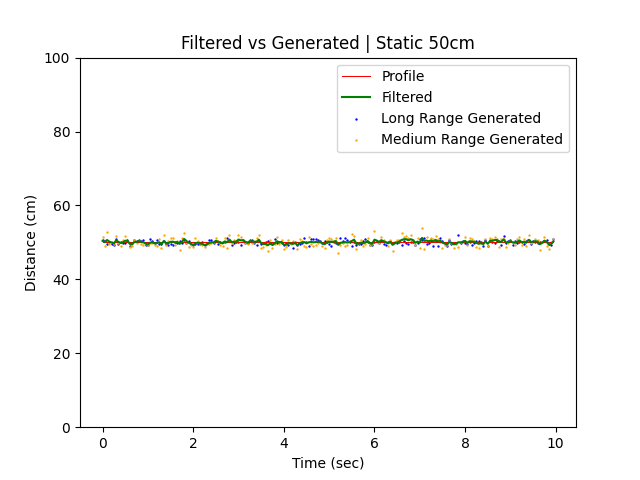 Filtered vs Generated | Static 50cm
Profile
Filtered
Long Range Generated
Medium Range Generated
100
80
60
40
20
0
Distance (cm)
0 2 4 6 8 10
Time (sec)